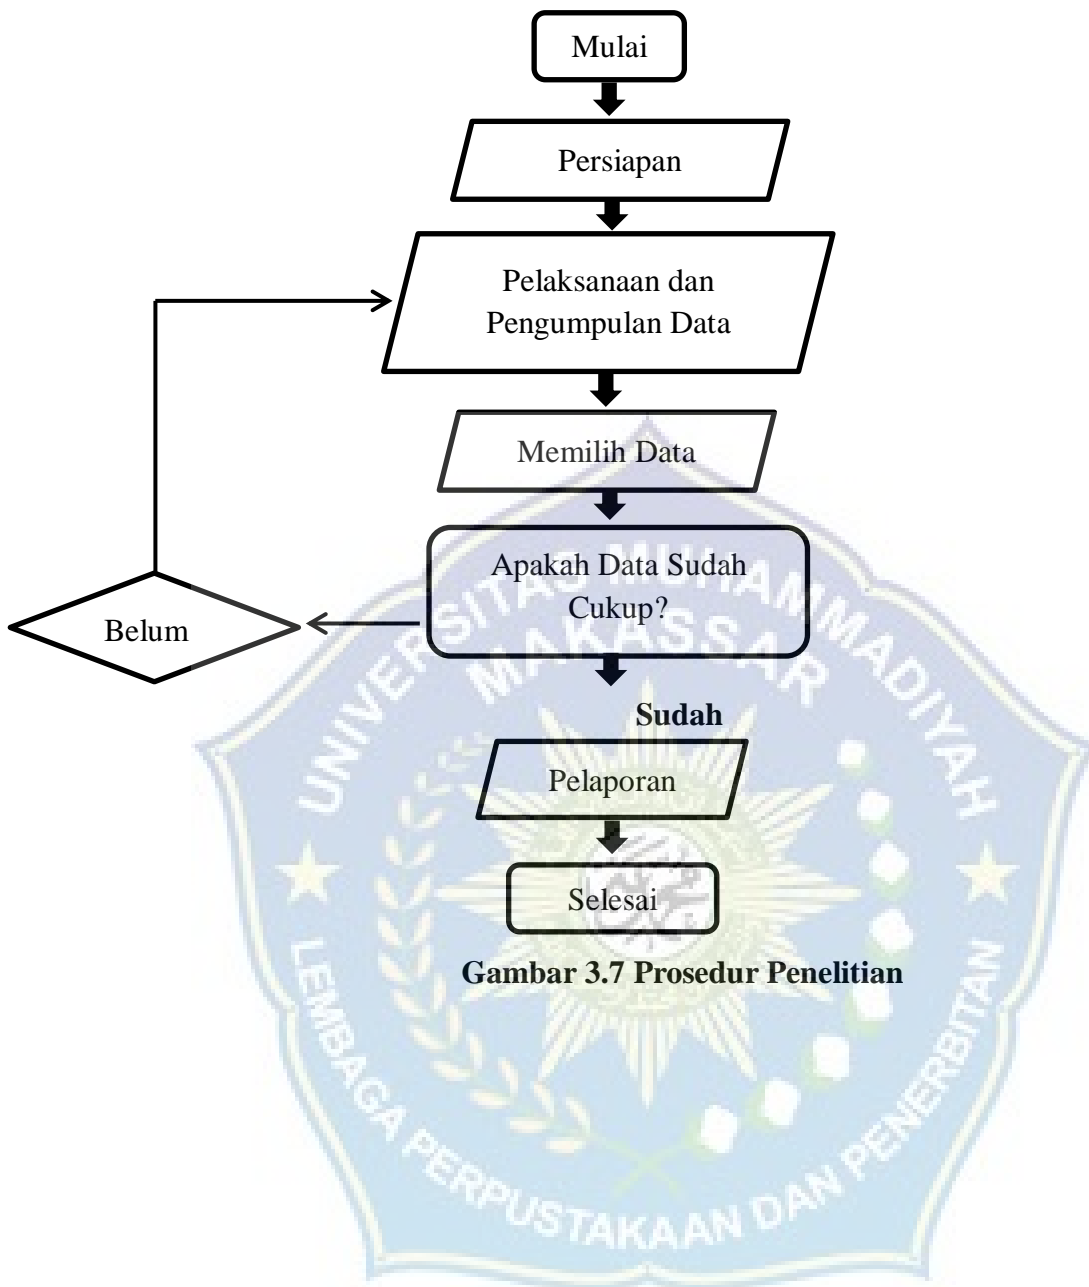 Mulai
Persiapan
Pelaksanaan dan
Pengumpulan Data
Memilih Data
Apakah Data Sudah
Cukup?
Belum
Sudah
Pelaporan
Selesai
Gambar 3.7 Prosedur Penelitian
UNIVERSITAS MUHAMMADIYAH
MAKASSAR
LEMBAGA PERPUSTAKAAN DAN PENERBITAN